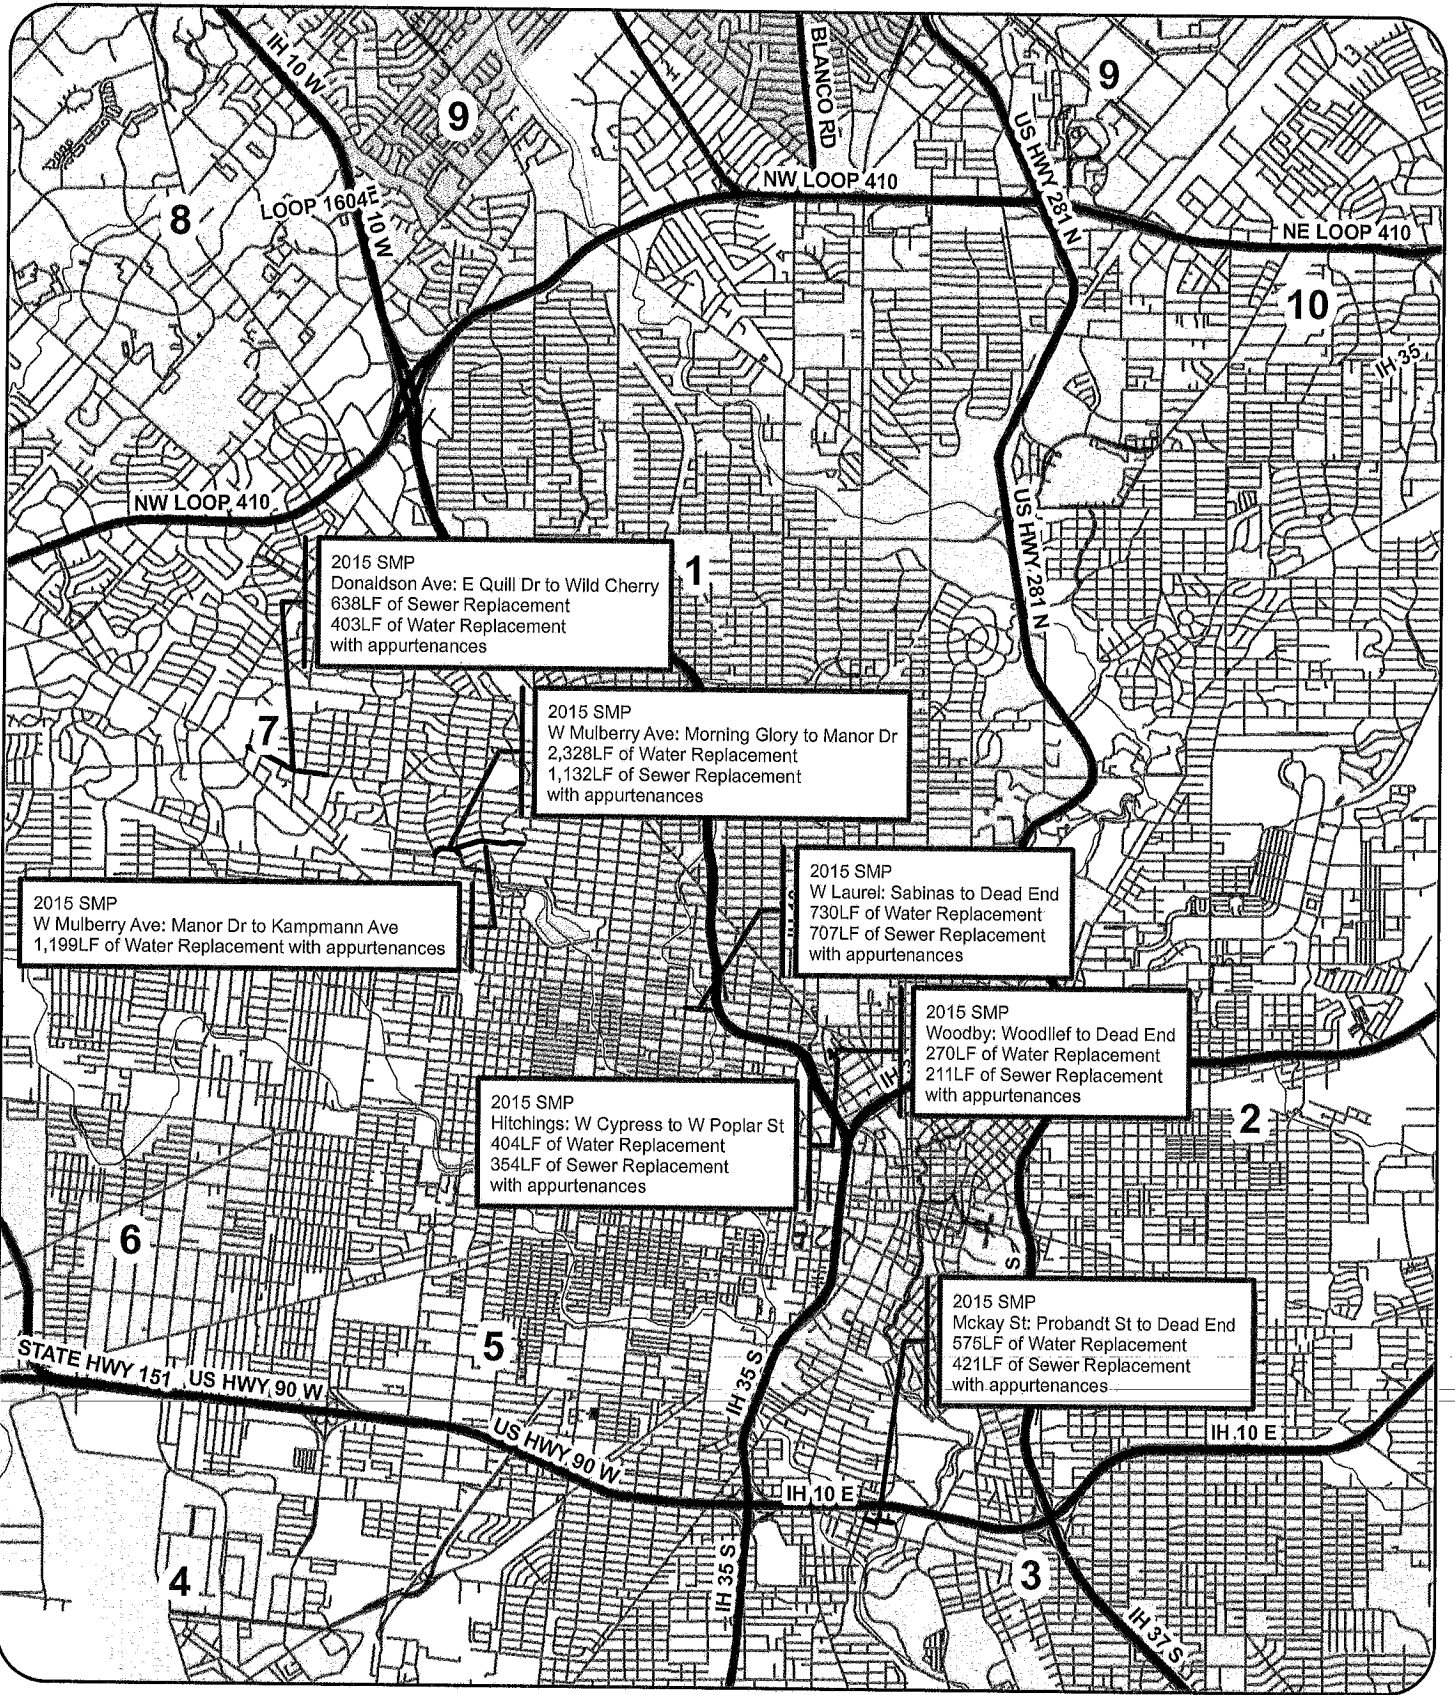 IH 10 W
9
BLANCO RD
9
US HWY 281 N
NW LOOP 410
8
LOOP 1604
10 W
NE LOOP 410
10
IH 35
NW LOOP 410
US HWY 281 N
1
2015 SMP
Donaldson Ave: E Quill Dr to Wild Cherry
638LF of Sewer Replacement
403LF of Water Replacement
with appurtenances
7
2015 SMP
W Mulberry Ave: Morning Glory to Manor Dr
2,328LF of Water Replacement
1,132LF of Sewer Replacement
with appurtenances
2015 SMP
W Mulberry Ave: Manor Dr to Kampmann Ave
1,199LF of Water Replacement with appurtenances
2015 SMP
W Laurel: Sabinas to Dead End
730LF of Water Replacement
707LF of Sewer Replacement
with appurtenances
2015 SMP
Woodby: Woodllef to Dead End
270LF of Water Replacement
211LF of Sewer Replacement
with appurtenances
IH
2015 SMP
Hitchings: W Cypress to W Poplar St
404LF of Water Replacement
354LF of Sewer Replacement
with appurtenances
2
6
S
2015 SMP
Mckay St: Probandt St to Dead End
575LF of Water Replacement
421LF of Sewer Replacement
with appurtenances
5
STATE HWY 151
US HWY 90 W
IH 35 S
US HWY 90 W
IH 10 E
IH 10 E
IH 35 S
4
3
IH 37 S